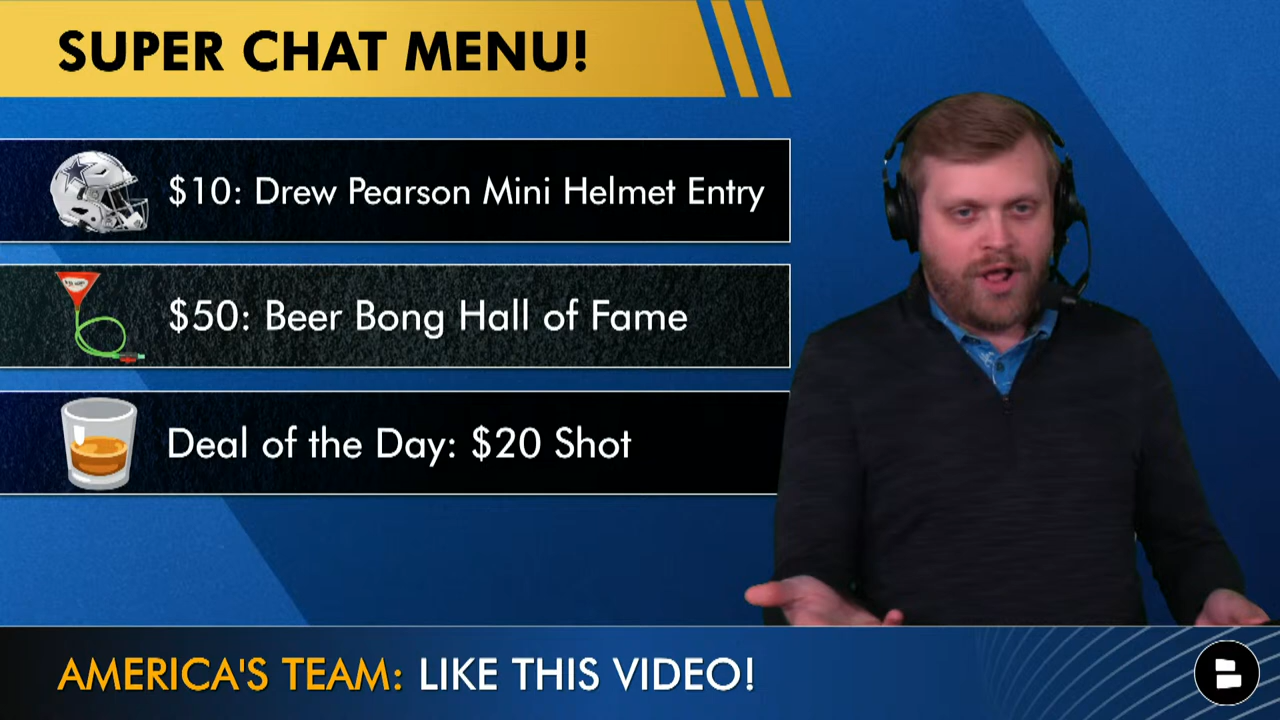 SUPER CHAT MENU!
$10: Drew Pearson Mini Helmet Entry
$50: Beer Bong Hall of Fame
Deal of the Day: $20 Shot
AMERICA'S TEAM: LIKE THIS VIDEO!